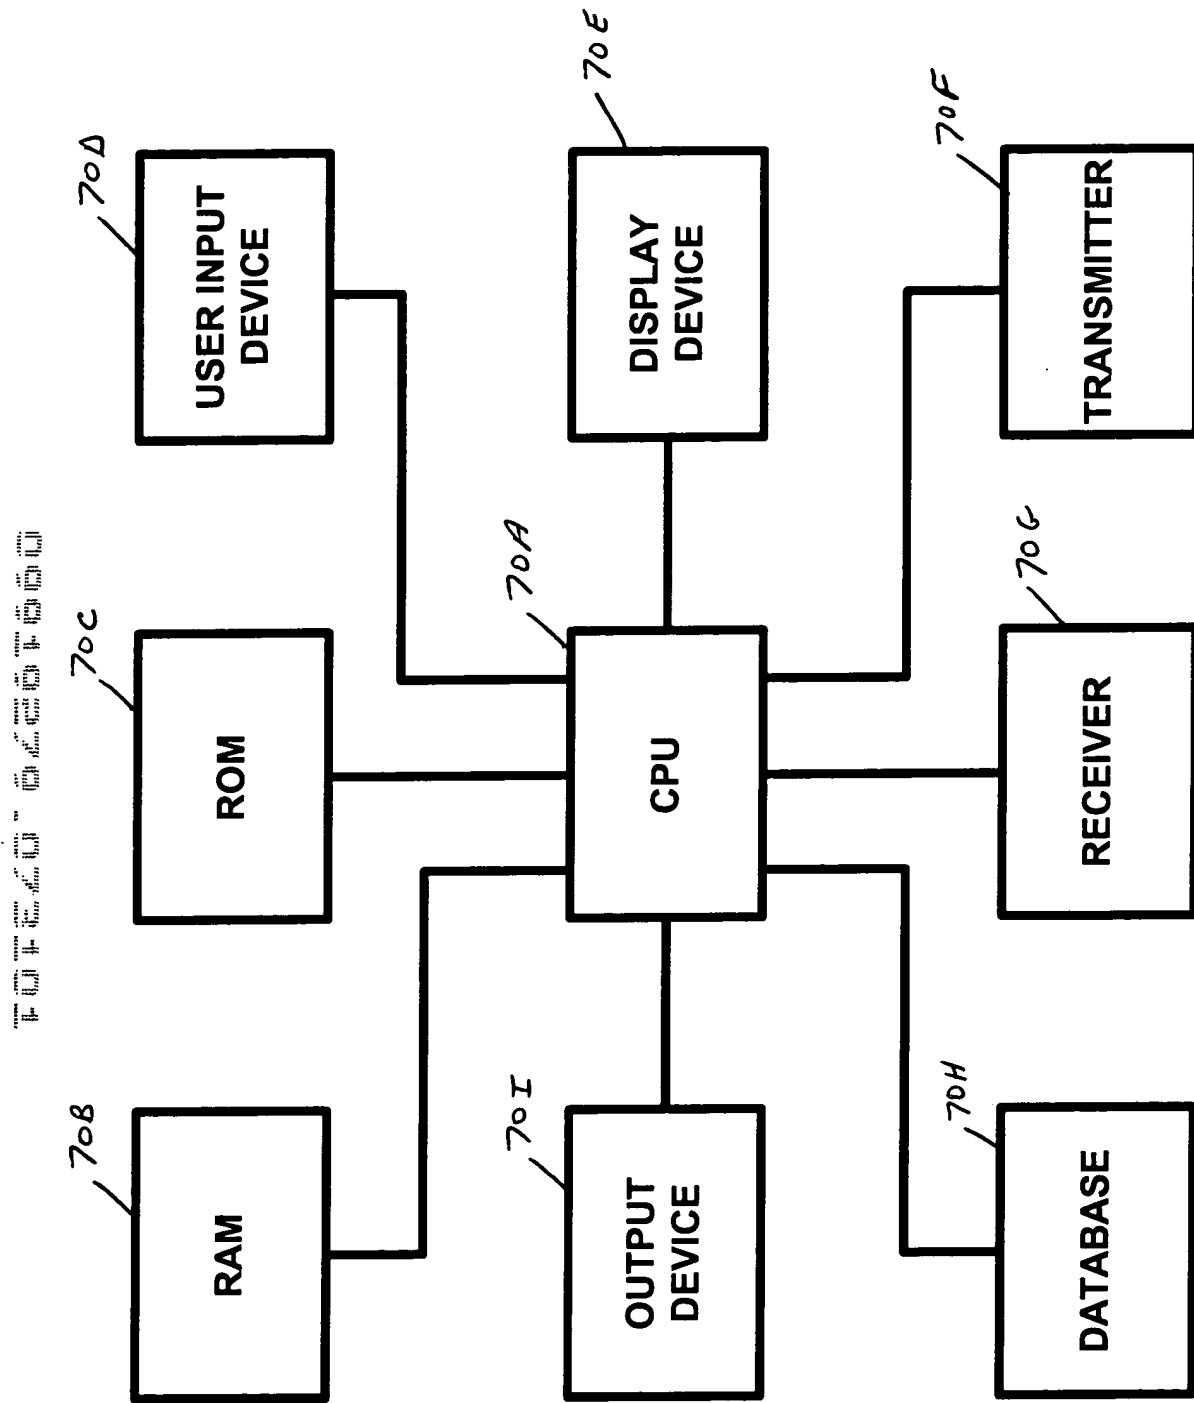 70B
70C
70D
RAM
ROM
USER INPUT
DEVICE
70I
70A
70E
OUTPUT
DEVICE
CPU
DISPLAY
DEVICE
70H
70G
70F
DATABASE
RECEIVER
TRANSMITTER